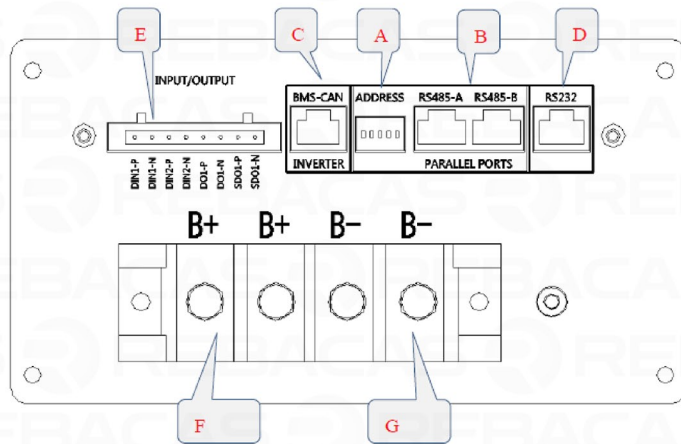 E
C
A
B
D
INPUT/OUTPUT
BMS-CAN
ADDRESS
RS485-A
RS485-B
RS232
INVERTER
PARALLEL PORTS
DIN1-P
DIN1-N
DIN2-P
DIN2-N
DO1-P
DO1-N
SDO1-P
SDO1-N
B+
B+
B-
B-
F
G
REBACAS